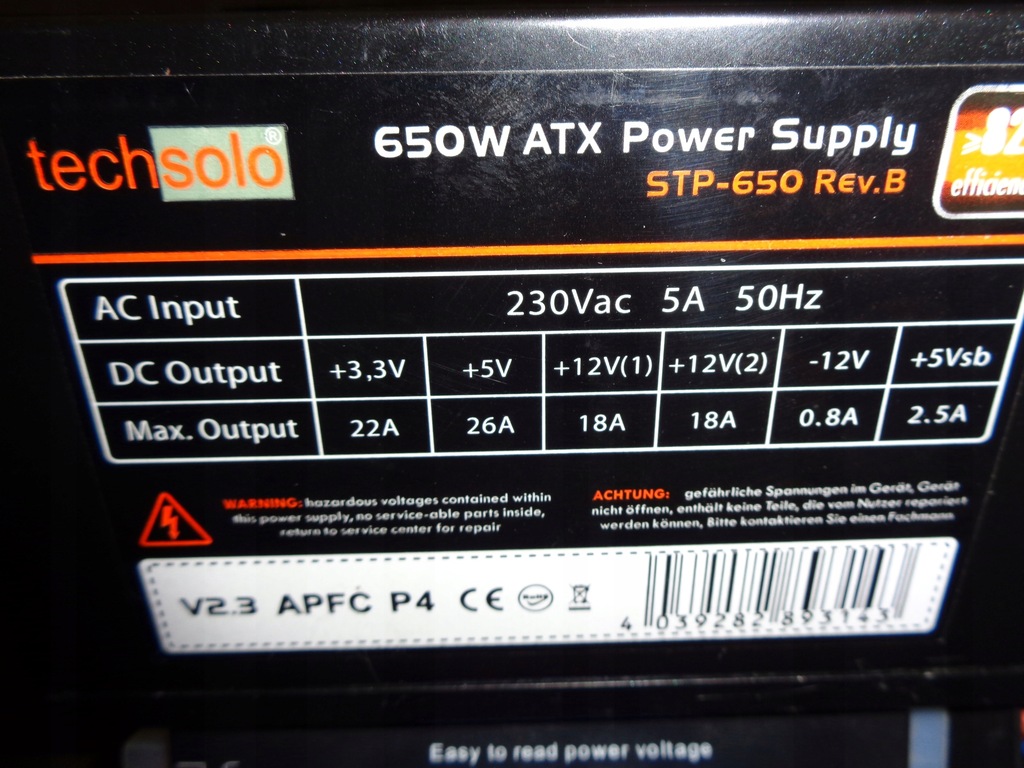 techsolo®
650W ATX Power Supply
STP-650 Rev.B
≥82
efficien
AC Input 230Vac 5A 50Hz
DC Output +3,3V +5V +12V(1) +12V(2) -12V +5Vsb
Max. Output 22A 26A 18A 18A 0.8A 2.5A
WARNING: hazardous voltages contained within
this power supply, no service-able parts inside,
return to service center for repair
ACHTUNG: gefährliche Spannungen im Gerät, Gerät
nicht öffnen, enthält keine Teile, die vom Nutzer repariert
werden können, Bitte kontaktieren Sie einen Fachmann
V2.3 APFC P4 CE RoHS
4 039282 893143
Easy to read power voltage